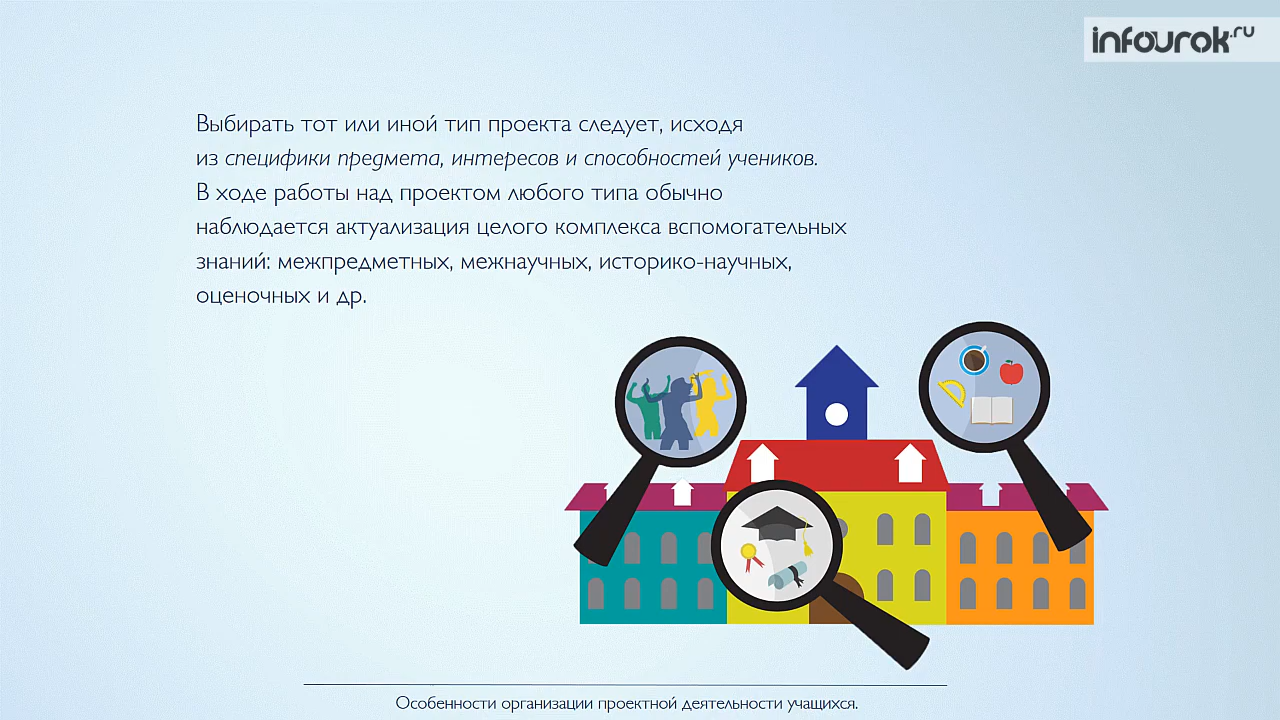 infourok.ru
Выбирать тот или иной тип проекта следует, исходя
из специфики предмета, интересов и способностей учеников.
В ходе работы над проектом любого типа обычно
наблюдается актуализация целого комплекса вспомогательных
знаний: межпредметных, межнаучных, историко-научных,
оценочных и др.
Особенности организации проектной деятельности учащихся.